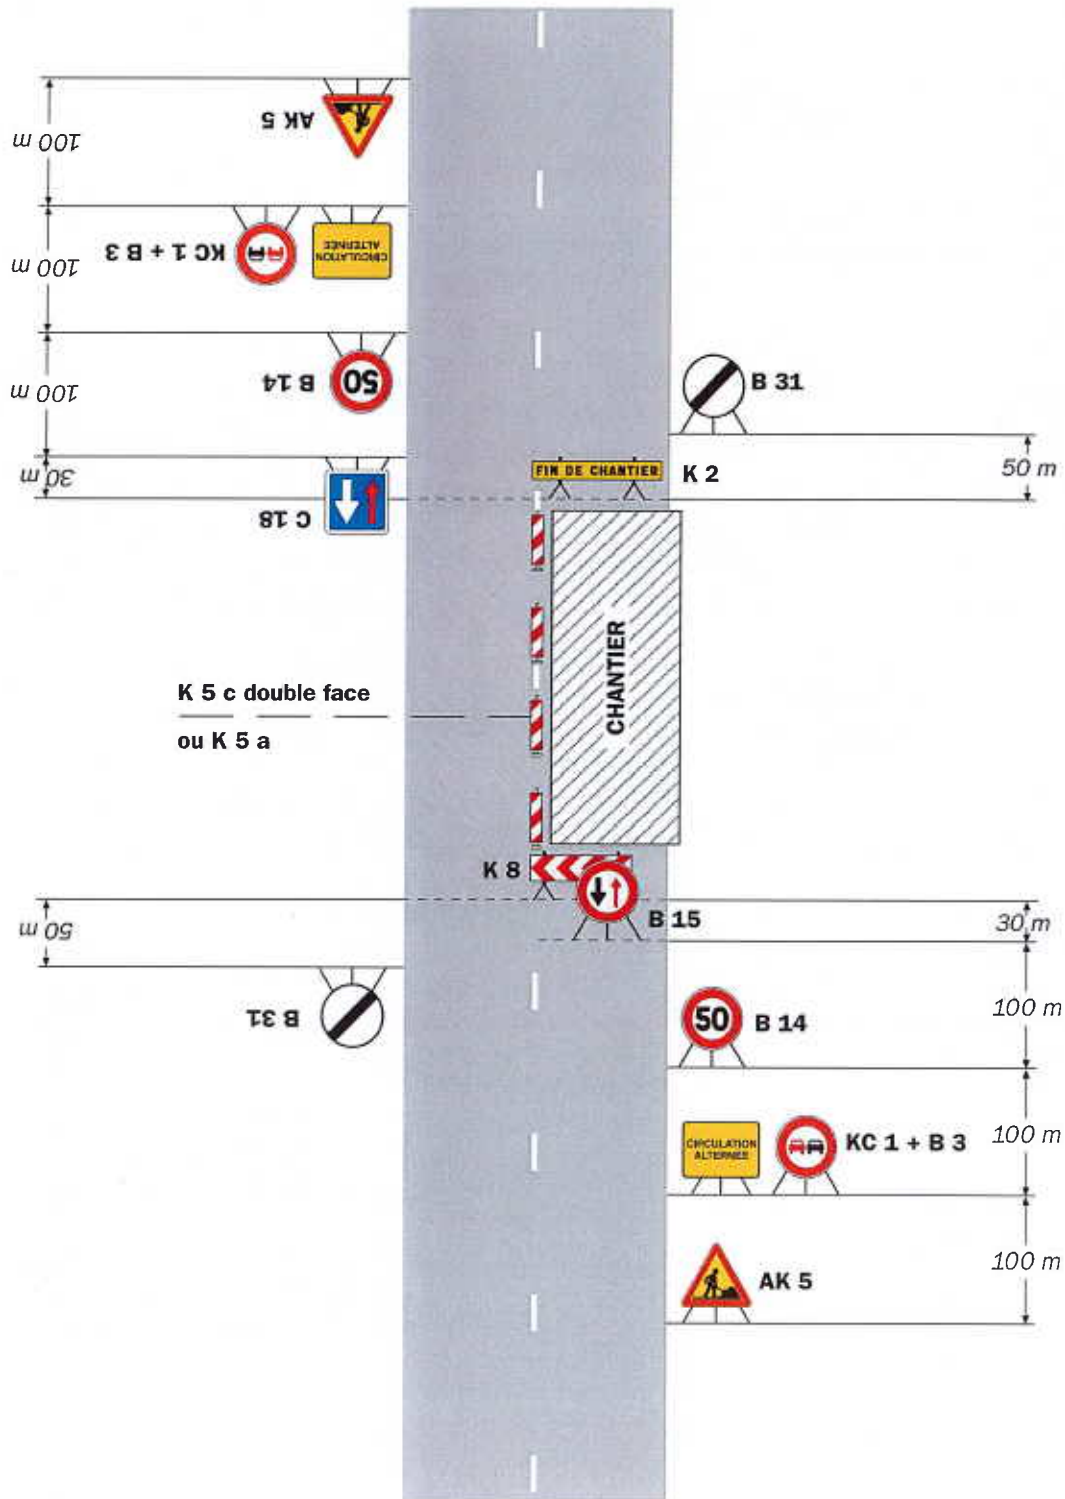 AK 5
100 m
KC 1 + B 3
CIRCULATION
ALTERNÉE
100 m
B 14
50
100 m
B 31
FIN DE CHANTIER
K 2
50 m
30 m
C 18
CHANTIER
K 5 c double face
ou K 5 a
K 8
B 15
30 m
50 m
B 31
50
B 14
100 m
CIRCULATION
ALTERNEE
KC 1 + B 3
100 m
AK 5
100 m